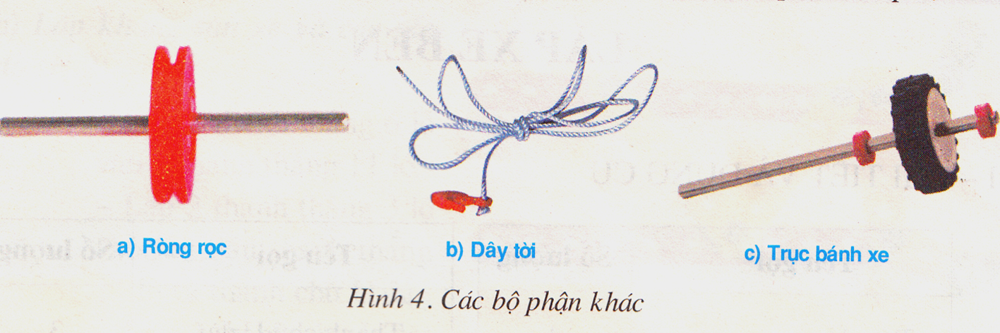 a) Ròng rọc
b) Dây tời
c) Trục bánh xe
Hình 4. Các bộ phận khác